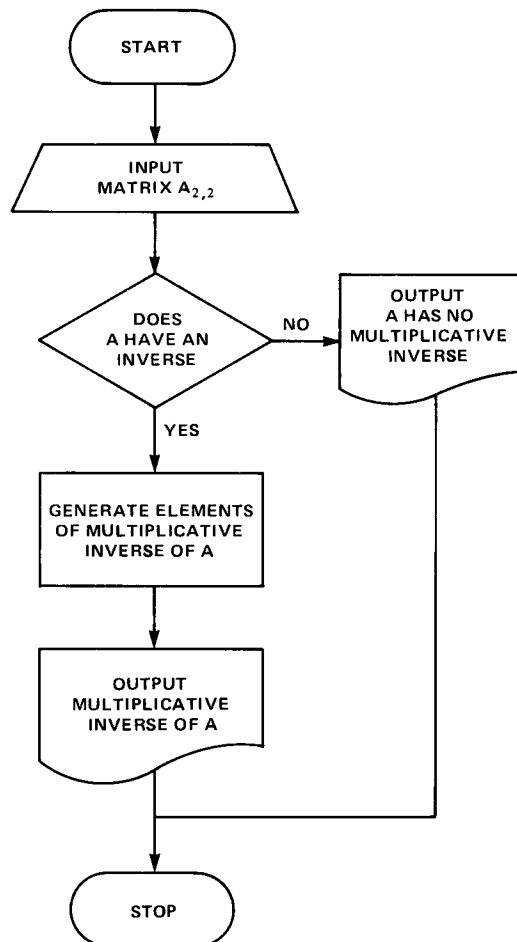 START
INPUT
MATRIX A2,2
DOES
A HAVE AN
INVERSE
NO
OUTPUT
A HAS NO
MULTIPLICATIVE
INVERSE
YES
GENERATE ELEMENTS
OF MULTIPLICATIVE
INVERSE OF A
OUTPUT
MULTIPLICATIVE
INVERSE OF A
STOP